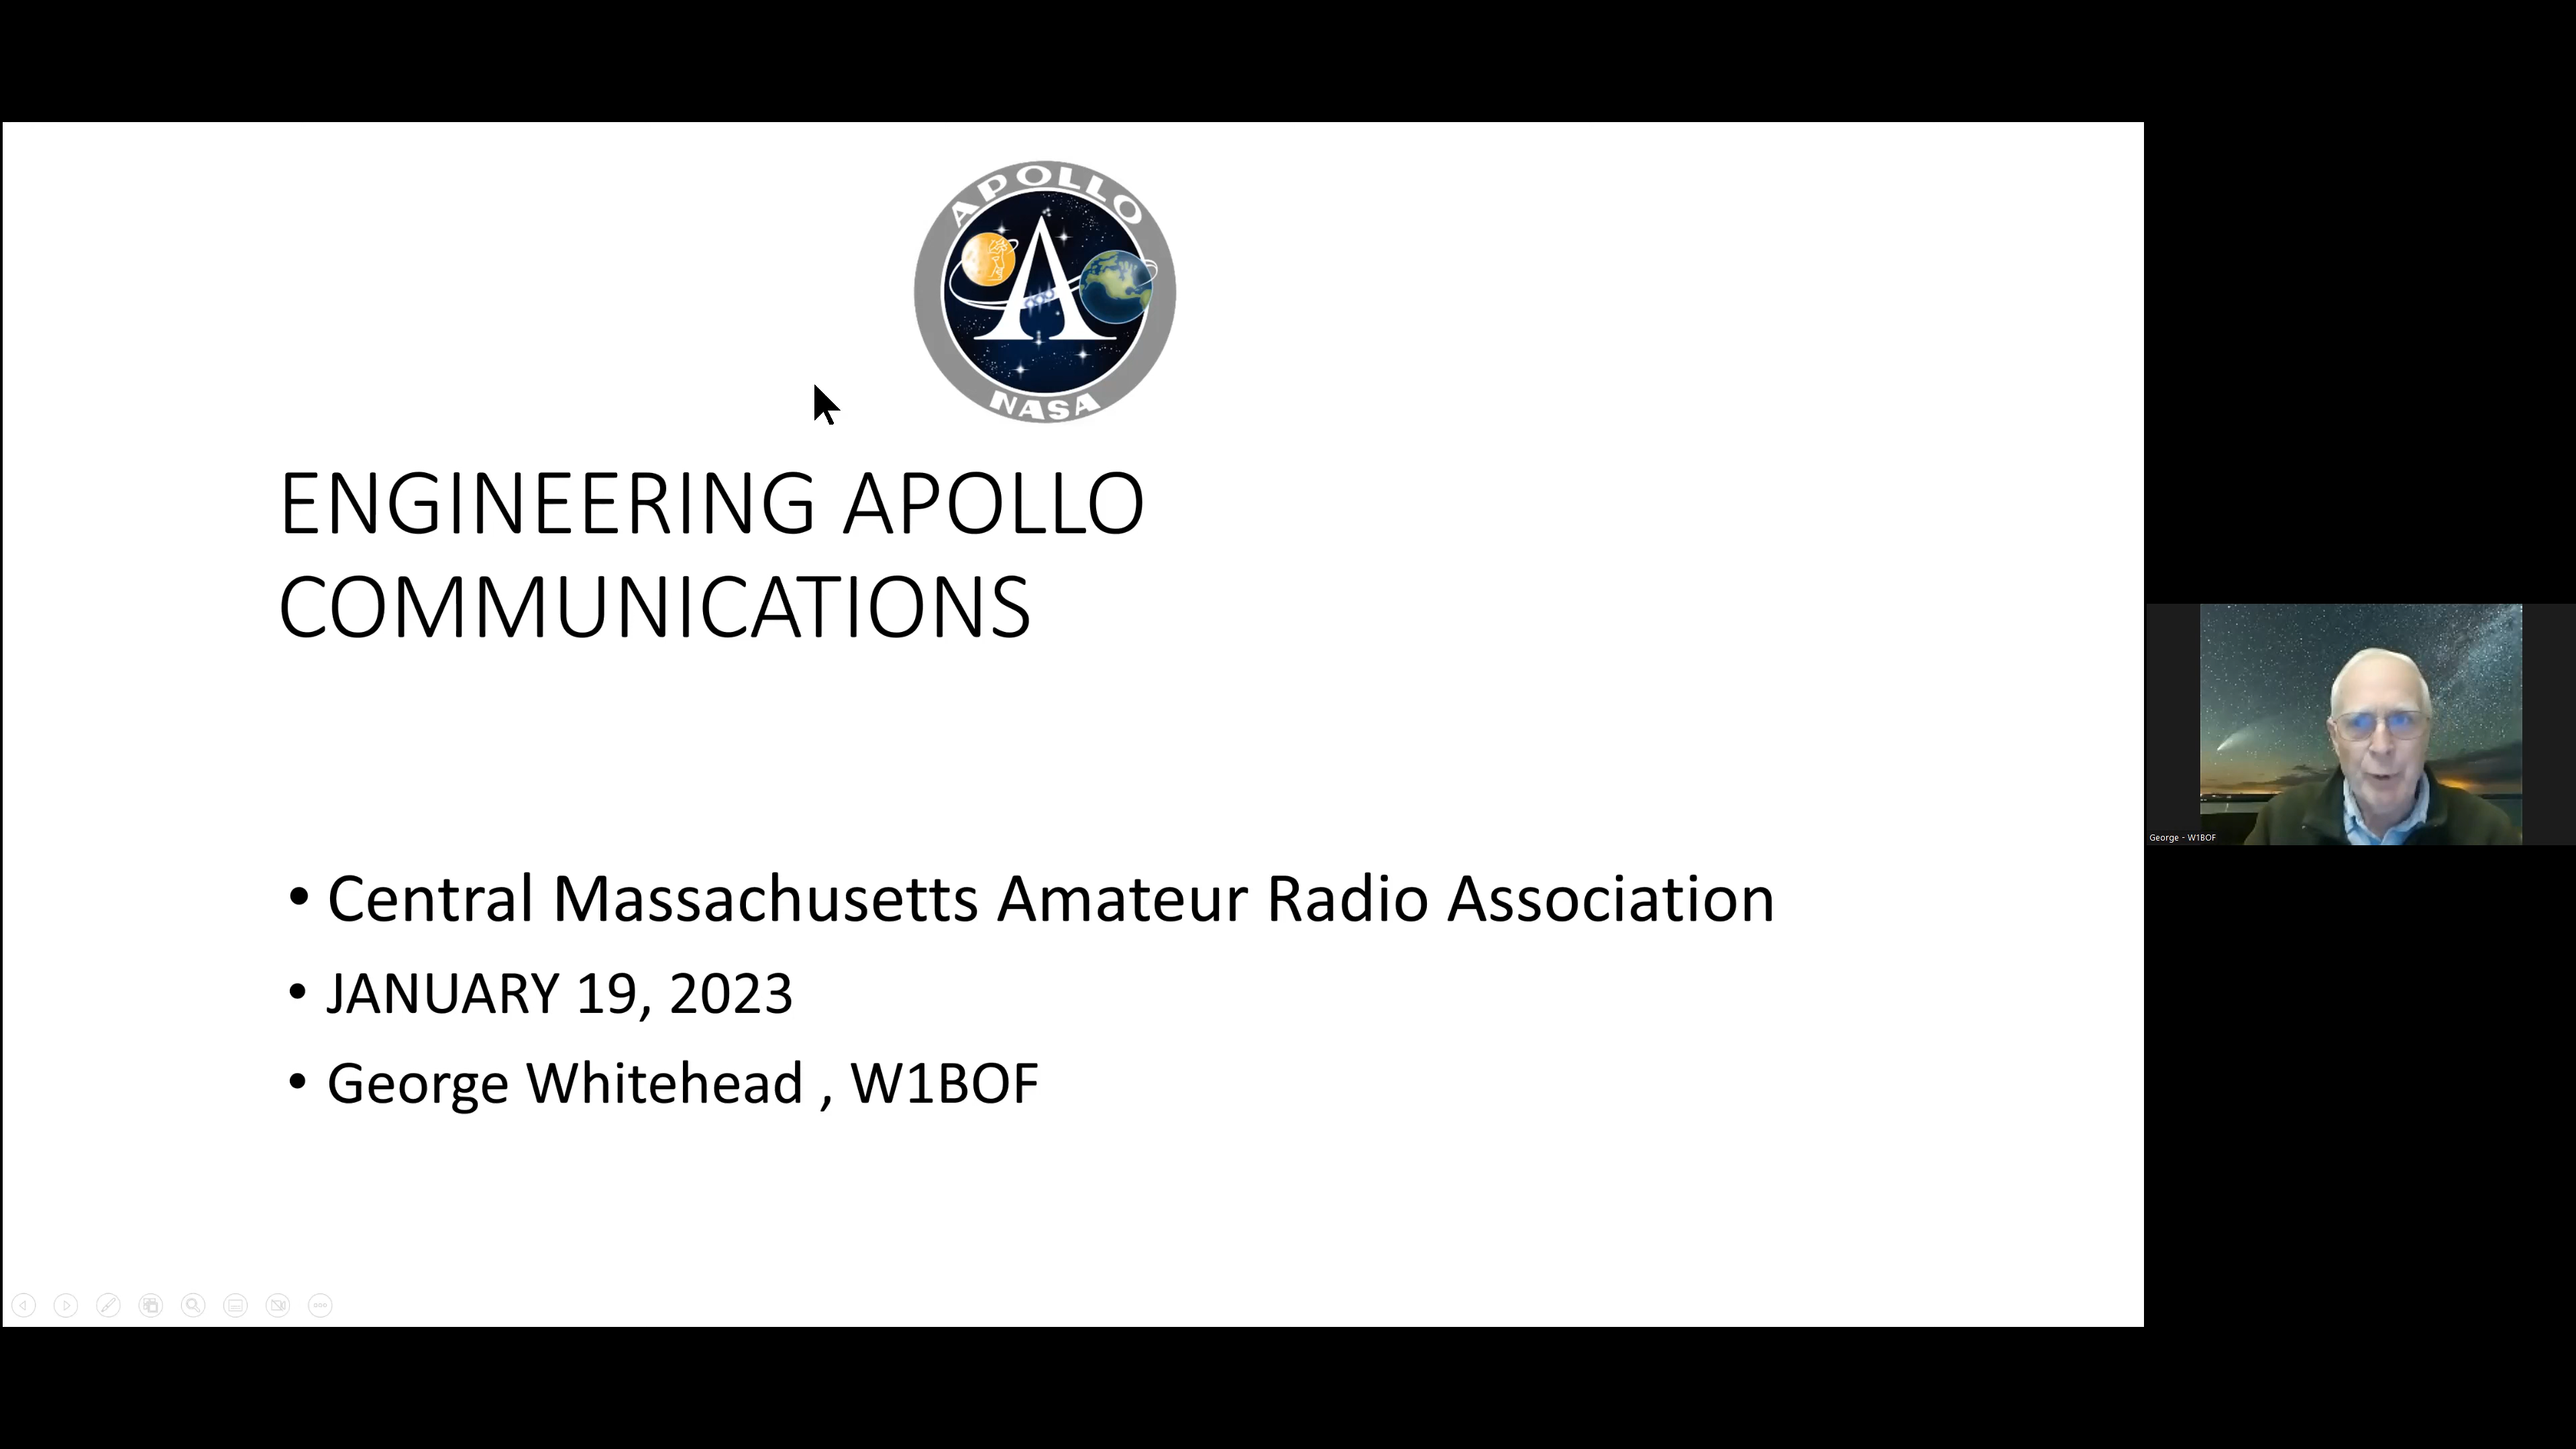 APOLLO
NASA
ENGINEERING APOLLO
COMMUNICATIONS
• Central Massachusetts Amateur Radio Association
• JANUARY 19, 2023
• George Whitehead , W1BOF
George - W1BOF